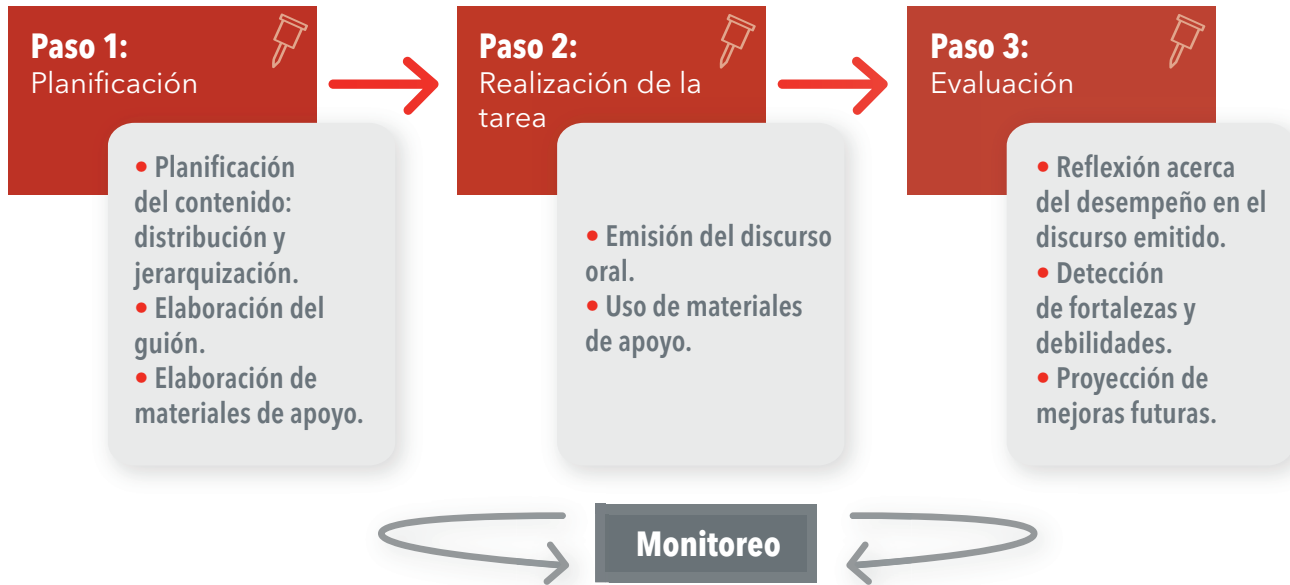 Paso 1:
Planificación
• Planificación
del contenido:
distribución y
jerarquización.
• Elaboración del
guión.
• Elaboración de
materiales de apoyo.
Paso 2:
Realización de la
tarea
• Emisión del discurso
oral.
• Uso de materiales
de apoyo.
Paso 3:
Evaluación
• Reflexión acerca
del desempeño en el
discurso emitido.
• Detección
de fortalezas y
debilidades.
• Proyección de
mejoras futuras.
Monitoreo